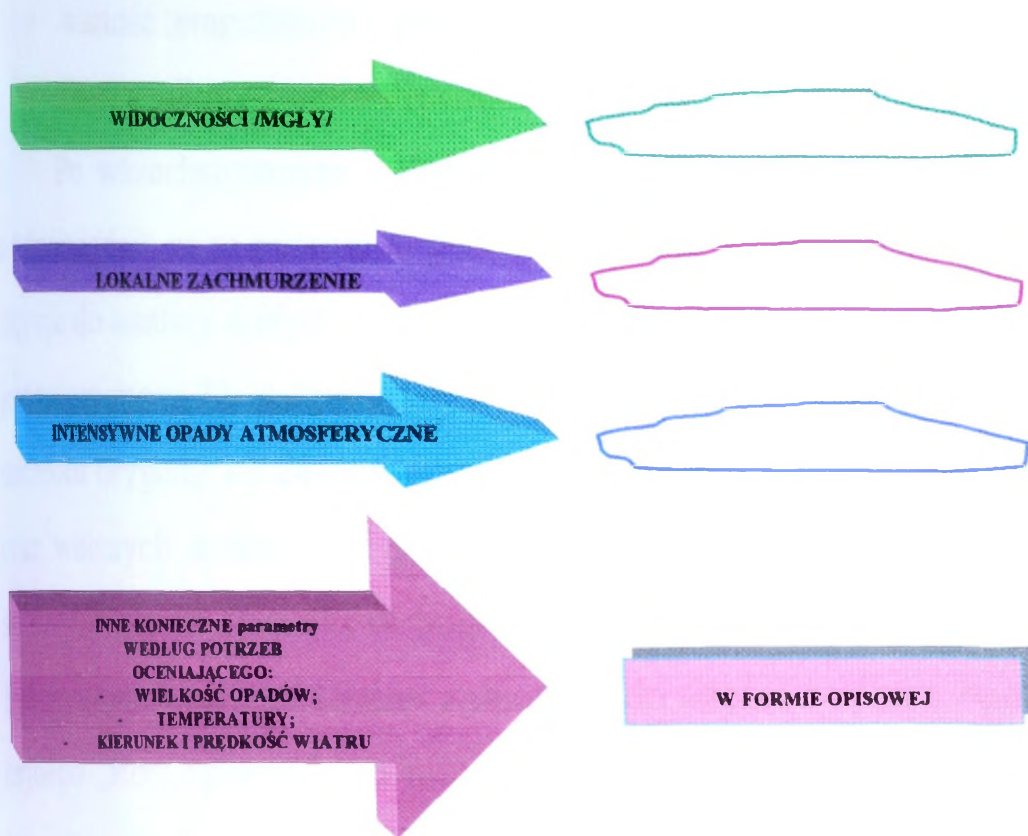 WIDOCZNOŚCI /MGŁY/
LOKALNE ZACHMURZENIE
INTENSYWNE OPADY ATMOSFERYCZNE
INNE KONIECZNE parametry
WEDŁUG POTRZEB
OCENIAJĄCEGO:
- WIELKOŚĆ OPADÓW;
- TEMPERATURY;
- KIERUNEK I PRĘDKOŚĆ WIATRU
W FORMIE OPISOWEJ